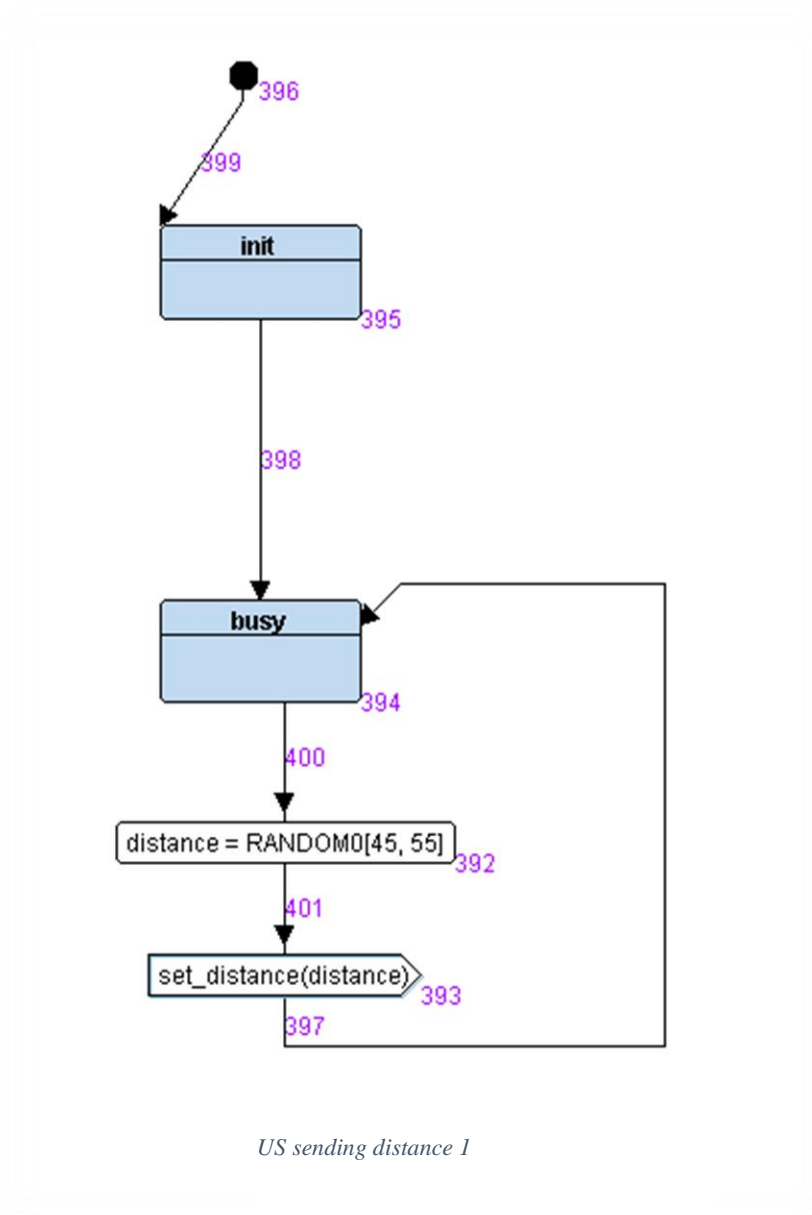 396
399
init
395
398
busy
394
400
distance = RANDOM0[45, 55]
392
401
set_distance(distance)
393
397
US sending distance 1